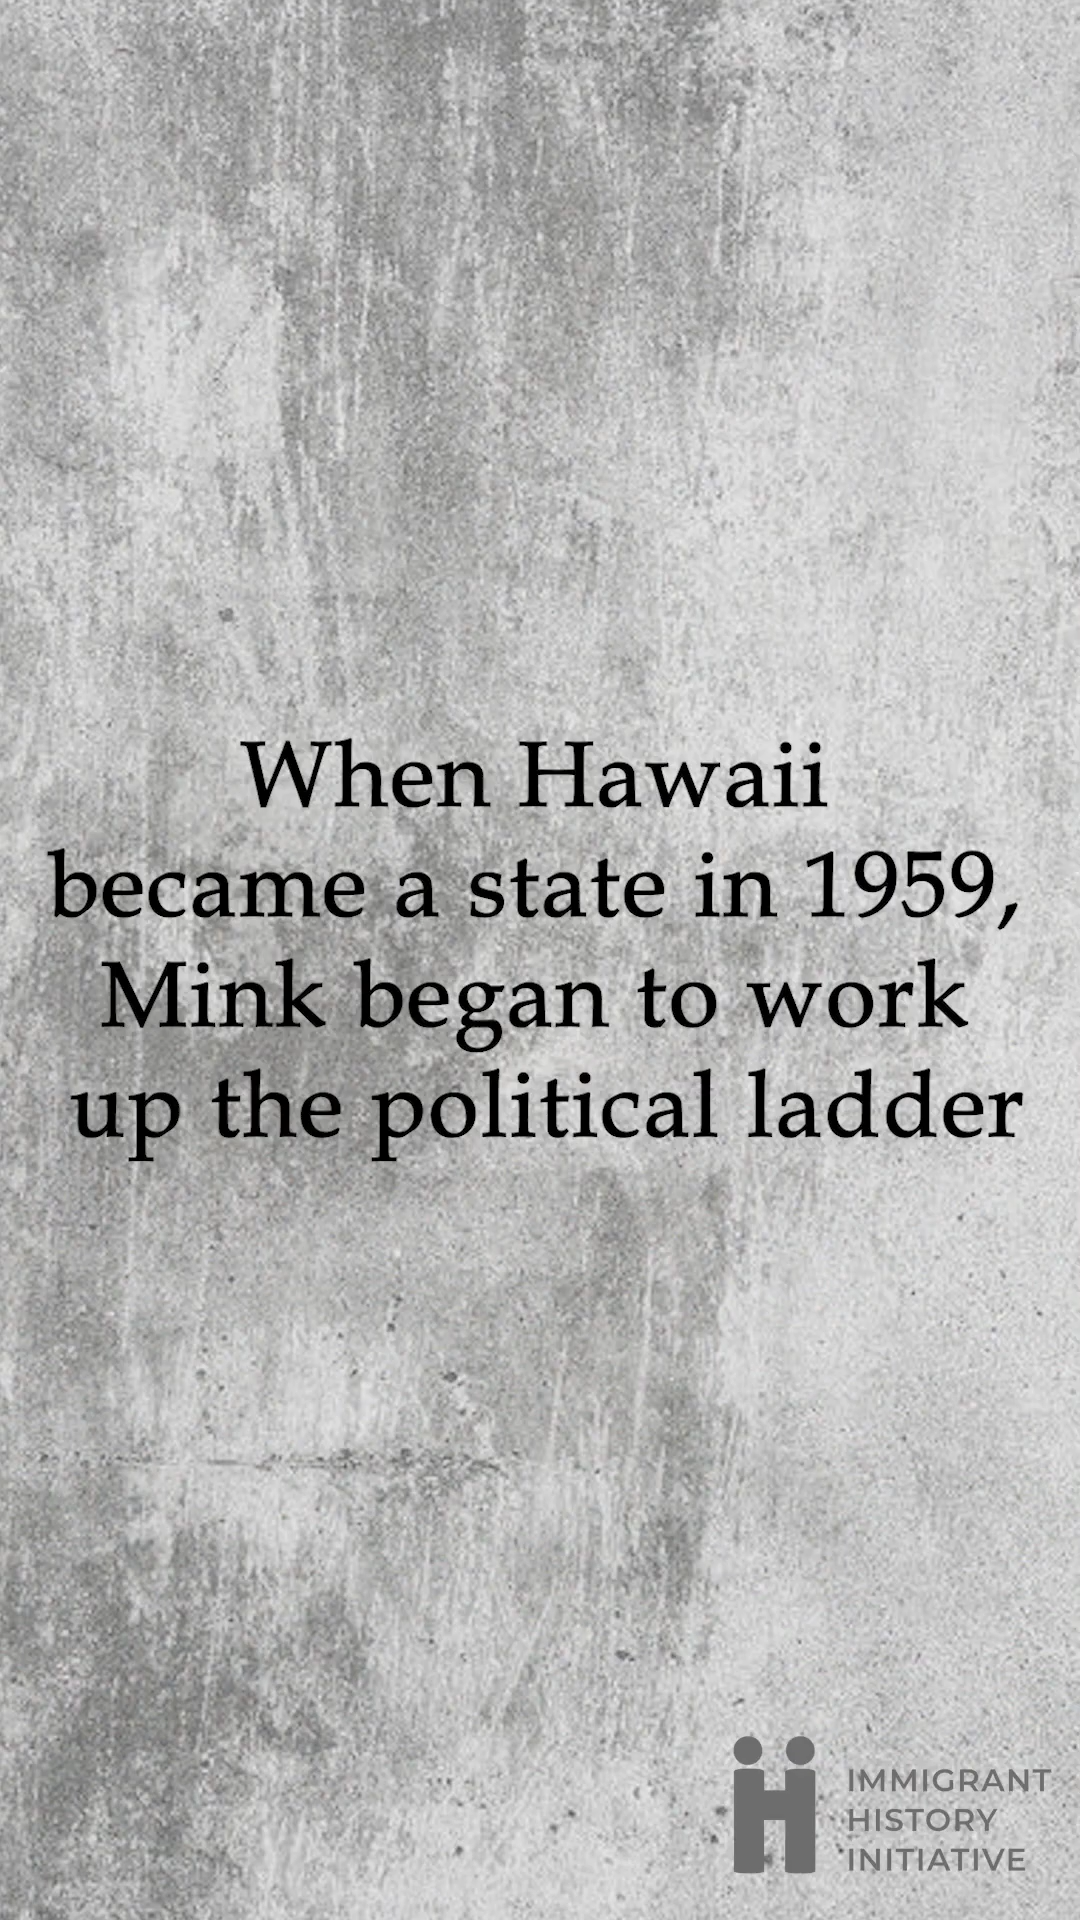 When Hawaii
became a state in 1959,
Mink began to work
up the political ladder
IMMIGRANT
HISTORY
INITIATIVE